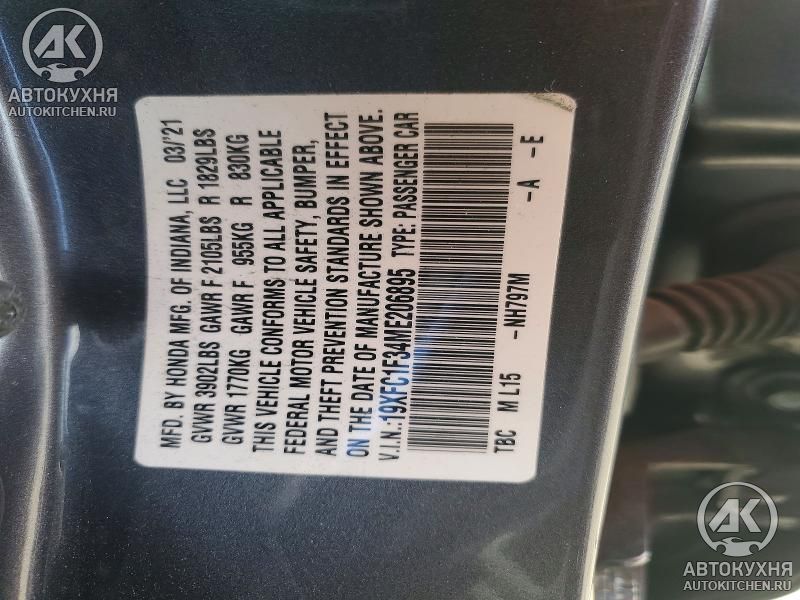 AK
АВТОКУХНЯ
AUTOKITCHEN.RU
MFD. BY HONDA MFG. OF INDIANA, LLC 03/'21
GVWR 3902LBS GAWR F 2105LBS R 1829LBS
GVWR 1770KG GAWR F 955KG R 830KG
THIS VEHICLE CONFORMS TO ALL APPLICABLE
FEDERAL MOTOR VEHICLE SAFETY, BUMPER,
AND THEFT PREVENTION STANDARDS IN EFFECT
ON THE DATE OF MANUFACTURE SHOWN ABOVE.
V.I.N.:19XFC1F34ME206895 TYPE: PASSENGER CAR
TBC M L15 -NH797M -A -E
AK
АВТОКУХНЯ
AUTOKITCHEN.RU